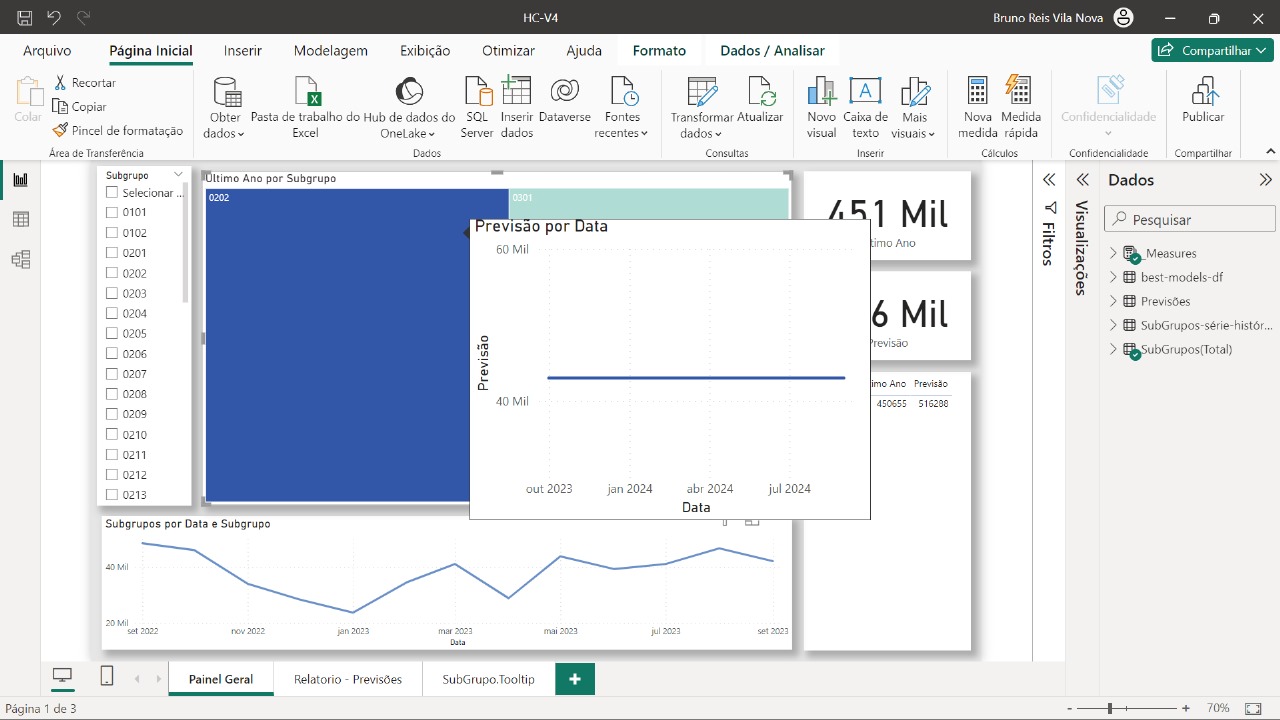 HC-V4
Bruno Reis Vila Nova
Arquivo
Página Inicial
Inserir
Modelagem
Exibição
Otimizar
Ajuda
Formato
Dados / Analisar
Compartilhar
Colar
Recortar
Copiar
Pincel de formatação
Área de Transferência
Obter dados
Pasta de trabalho do Excel
Hub de dados do OneLake
SQL Server
Inserir dados
Dataverse
Fontes recentes
Dados
Transformar dados
Atualizar
Consultas
Novo visual
Caixa de texto
Mais visuais
Inserir
Nova medida
Medida rápida
Cálculos
Confidencialidade
Confidencialidade
Publicar
Compartilhar
Subgrupo
Selecionar ...
0101
0102
0201
0202
0203
0204
0205
0206
0207
0208
0209
0210
0211
0212
0213
Último Ano por Subgrupo
0202
0301
Previsão por Data
60 Mil
40 Mil
Previsão
out 2023
jan 2024
abr 2024
jul 2024
Data
451 Mil
timo Ano
6 Mil
Previsão
imo Ano
Previsão
450655
516288
Subgrupos por Data e Subgrupo
40 Mil
20 Mil
set 2022
nov 2022
jan 2023
mar 2023
mai 2023
jul 2023
set 2023
Data
Filtros
Visualizações
Dados
Pesquisar
_Measures
best-models-df
Previsões
SubGrupos-série-histór...
SubGrupos(Total)
Painel Geral
Relatorio - Previsões
SubGrupo.Tooltip
Página 1 de 3
70%